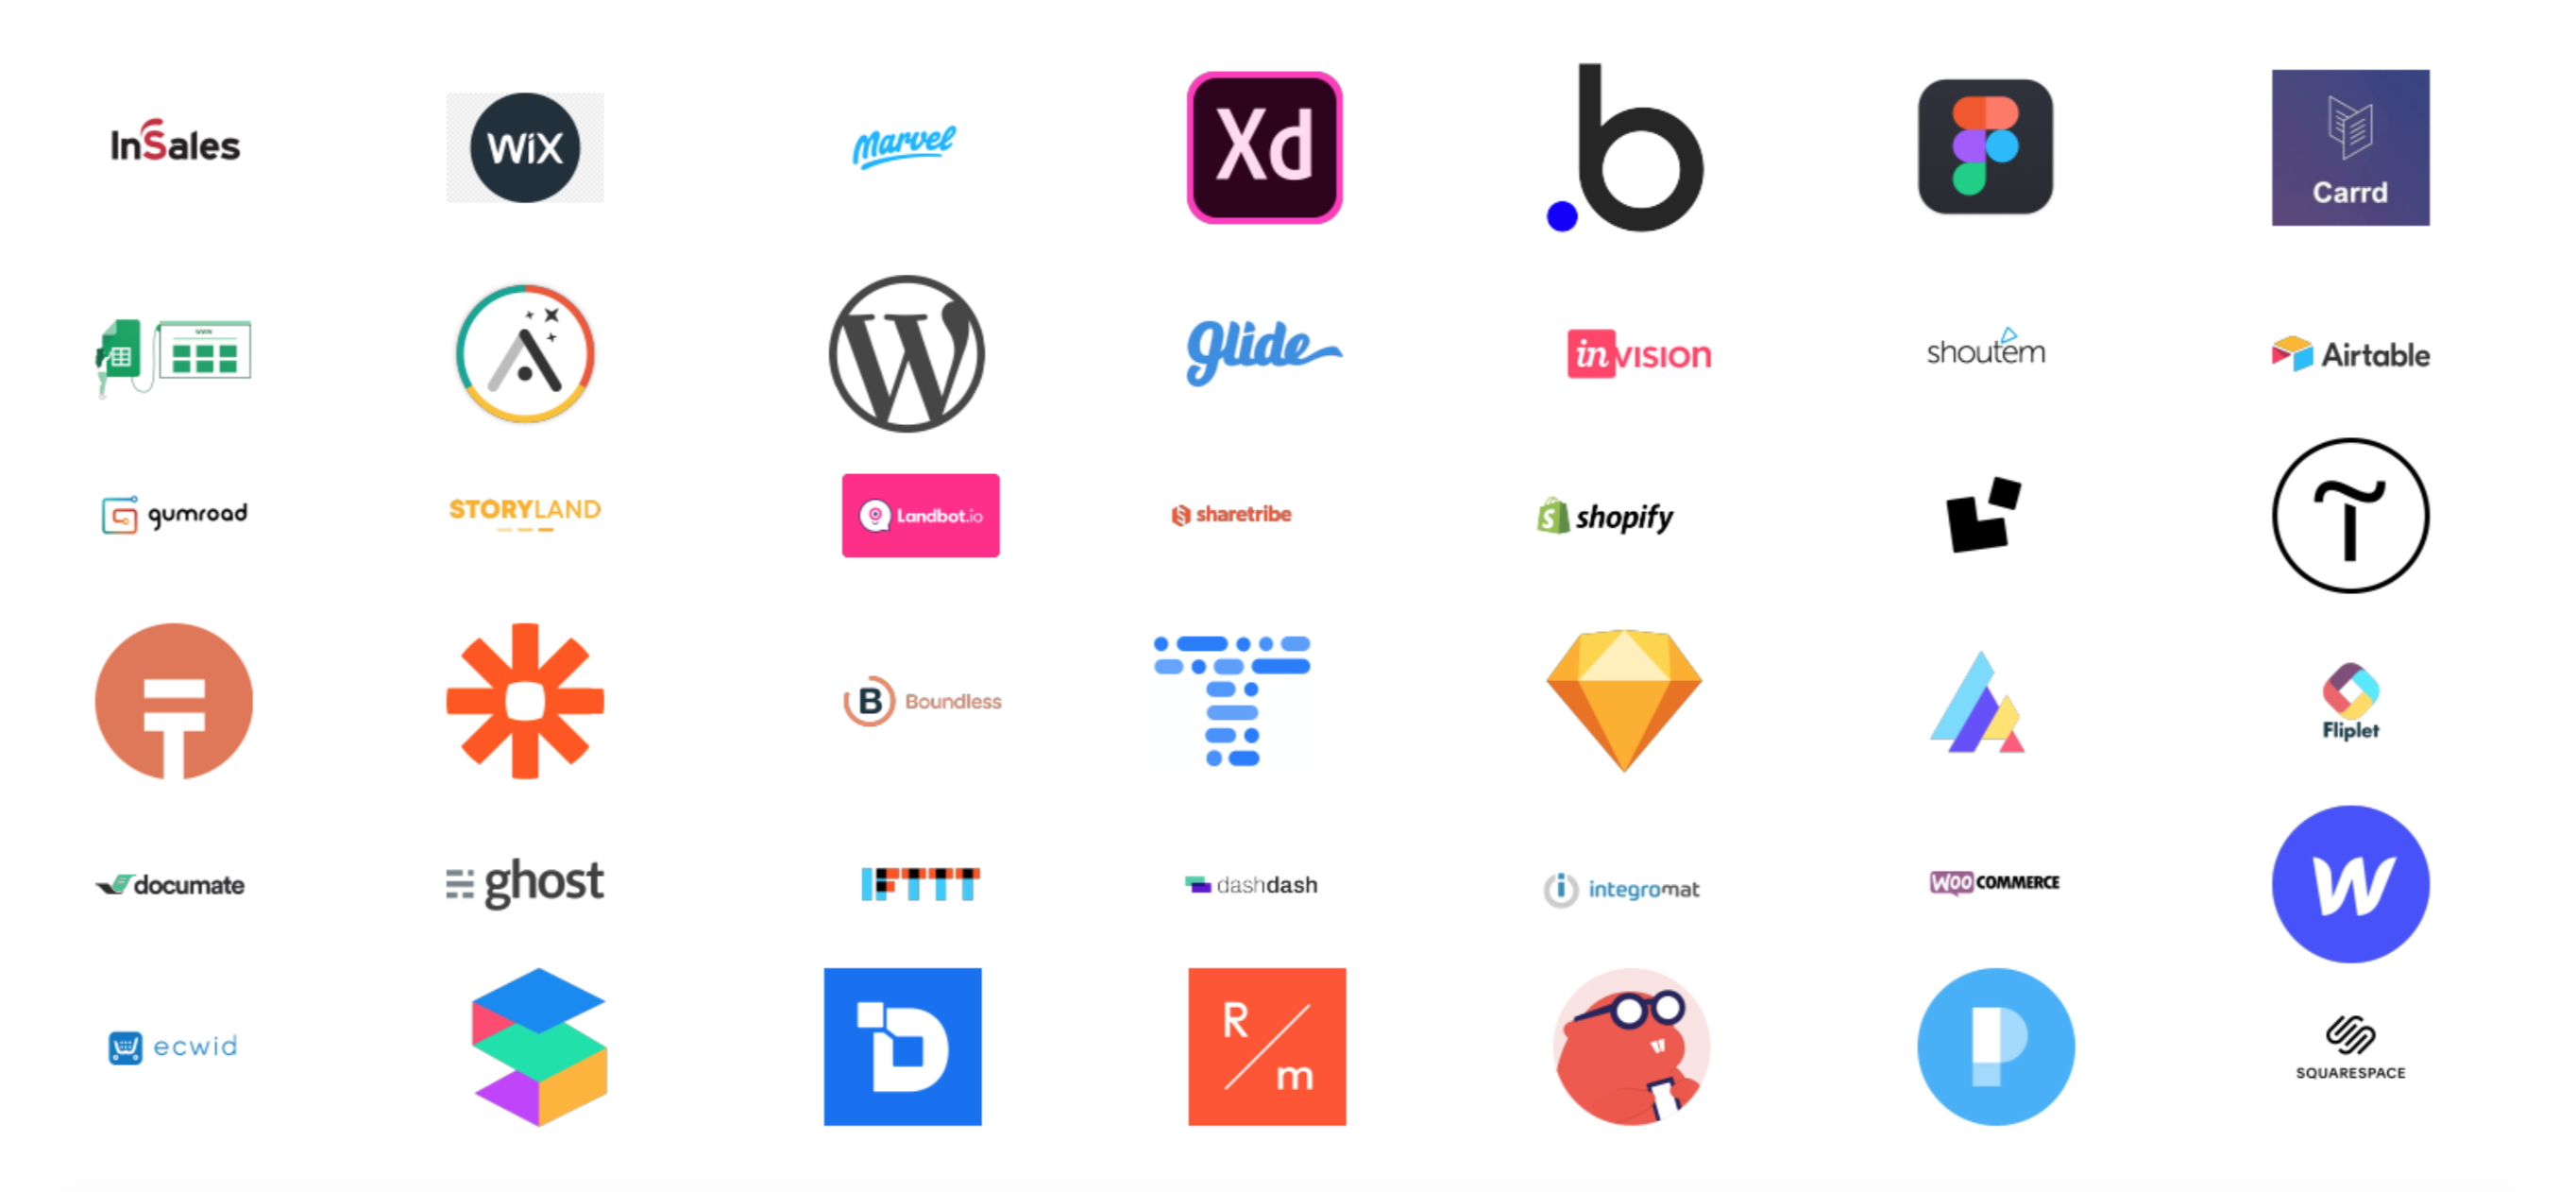 InSales
WiX
Marvel
Xd
b
Carrd
www
glide
inVISION
shoutem
Airtable
gumroad
STORYLAND
Landbot.io
sharetribe
shopify
B Boundless
Fliplet
documate
ghost
IFTTT
dashdash
integromat
WOO COMMERCE
W
ecwid
D
R/m
P
SQUARESPACE